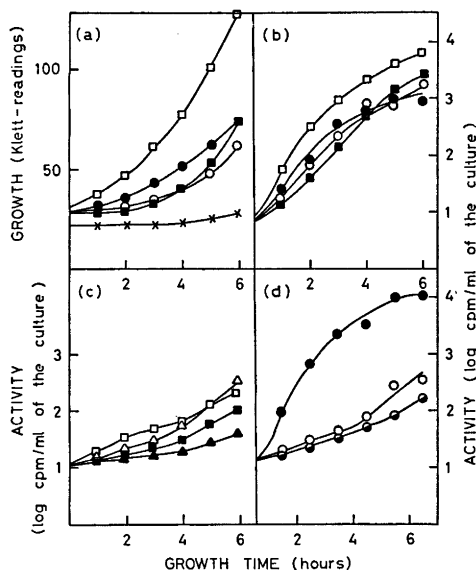 (a)
(b)
4
100
3
50
2
1
GROWTH (Klett-readings)
ACTIVITY (log cpm/ml of the culture)
2 4 6
0 2 4 6
(c)
(d)
4
3
3
2
2
1
1
ACTIVITY
(log cpm/ml of the culture)
2 4 6
0 2 4 6
GROWTH TIME (hours)